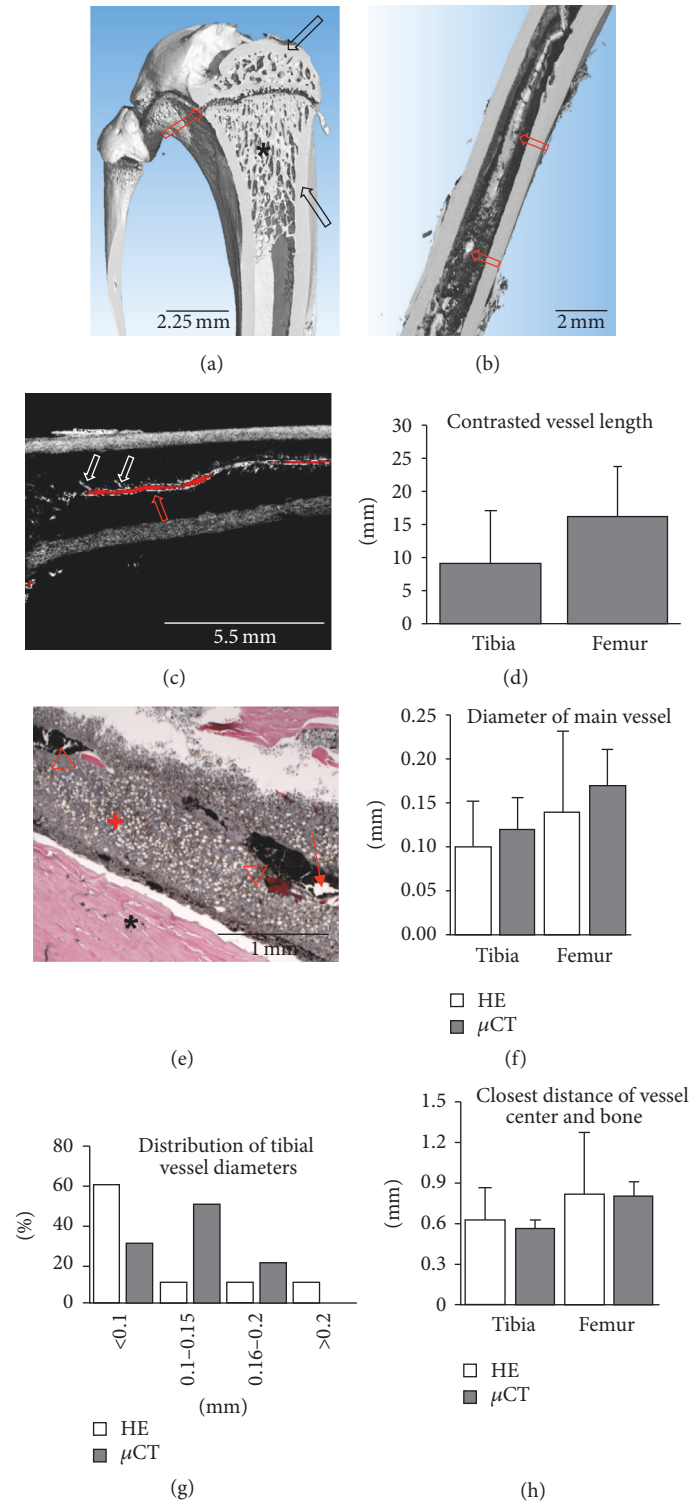 2.25 mm
(a)
2 mm
(b)
5.5 mm
(c)
Contrasted vessel length
30
25
20
15
10
5
0
(mm)
Tibia
Femur
(d)
1 mm
(e)
Diameter of main vessel
0.25
0.20
0.15
0.10
0.05
0.00
(mm)
Tibia
Femur
HE
μCT
(f)
Distribution of tibial
vessel diameters
80
60
40
20
0
(%)
<0.1
0.1–0.15
0.16–0.2
>0.2
(mm)
HE
μCT
(g)
Closest distance of vessel
center and bone
1.5
1.2
0.9
0.6
0.3
0
(mm)
Tibia
Femur
HE
μCT
(h)